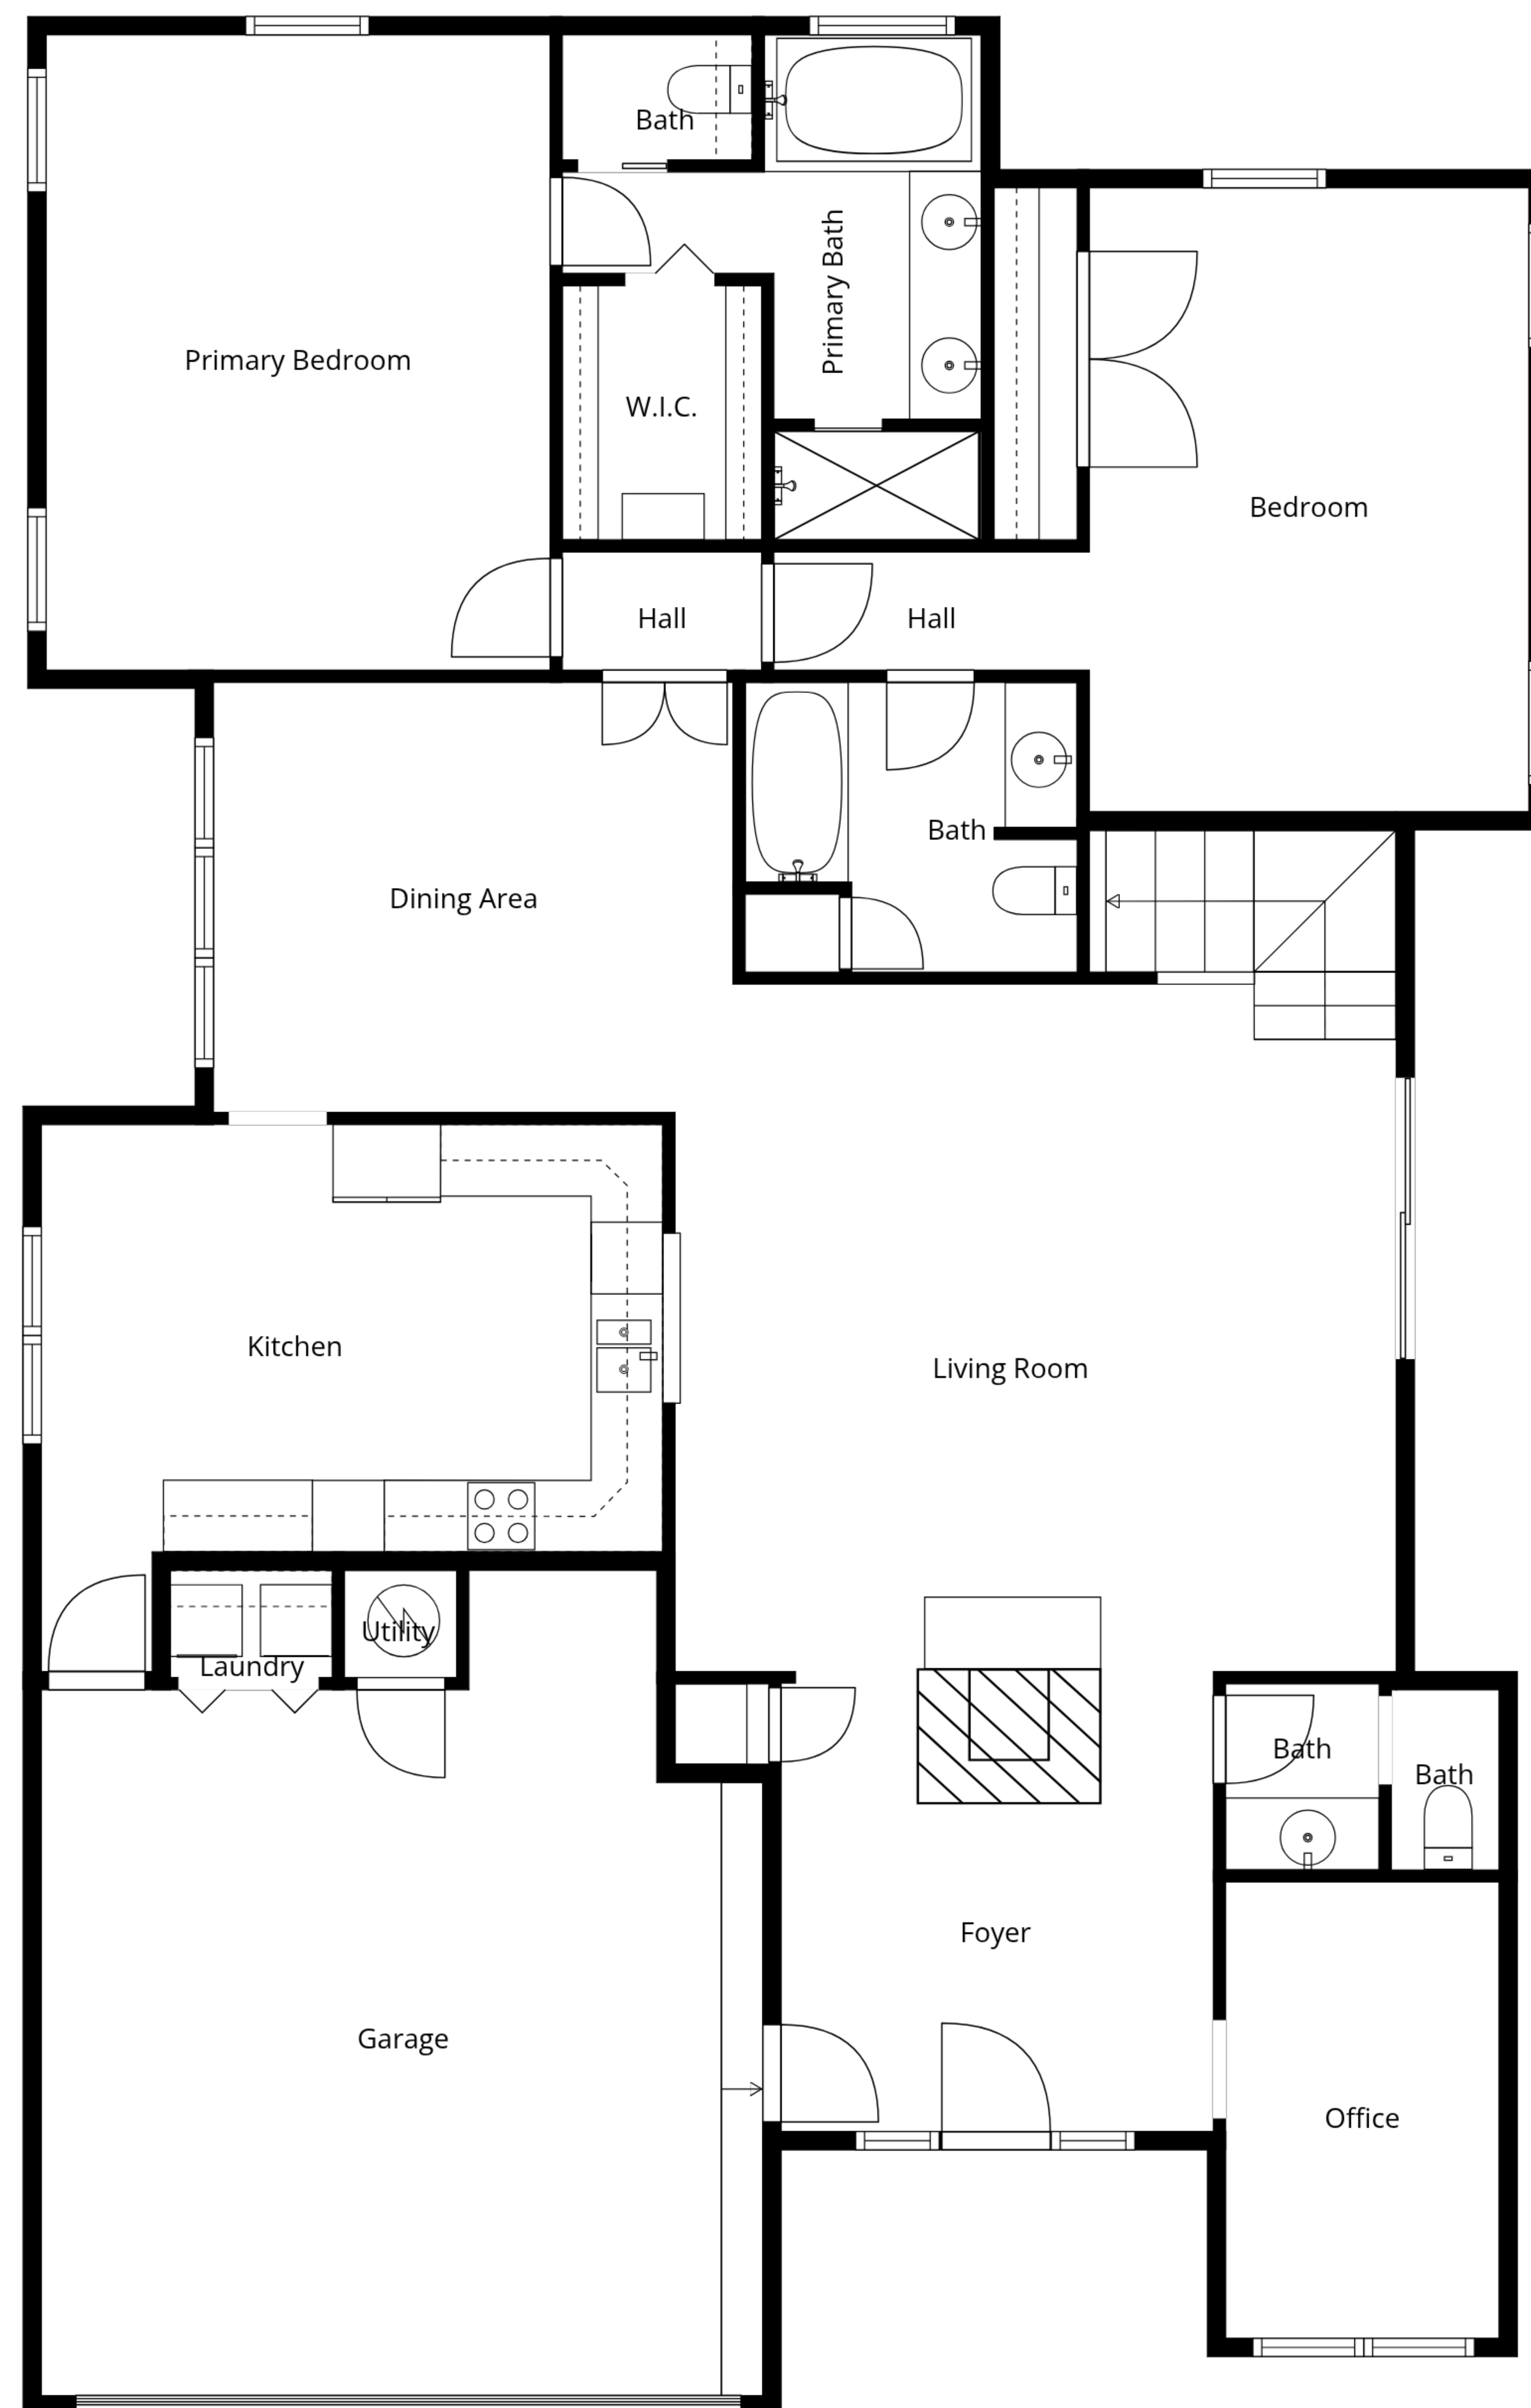 Bath
Primary Bath
Primary Bedroom
W.I.C.
Bedroom
Hall
Hall
Bath
Dining Area
Kitchen
Living Room
Utility
Laundry
Bath
Bath
Foyer
Garage
Office